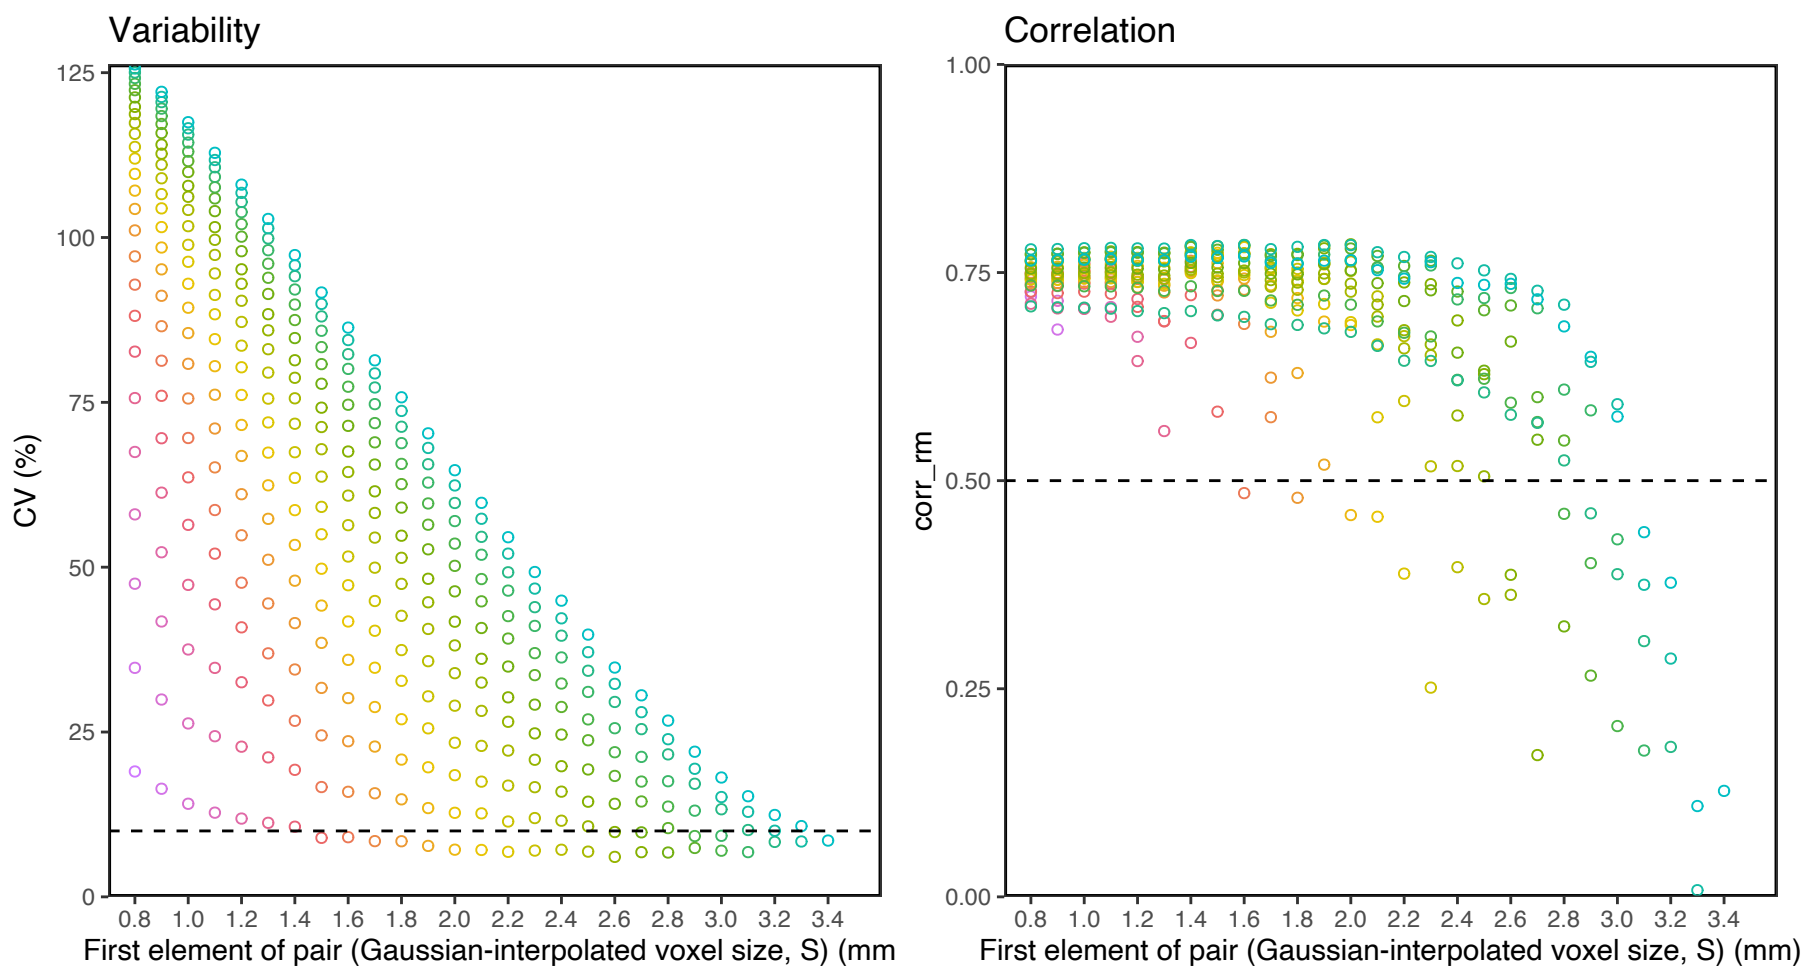 Variability
125
100
75
50
25
0
CV (%)
0.8 1.0 1.2 1.4 1.6 1.8 2.0 2.2 2.4 2.6 2.8 3.0 3.2 3.4
First element of pair (Gaussian-interpolated voxel size, S) (mm
Correlation
1.00
0.75
0.50
0.25
0.00
corr_rm
0.8 1.0 1.2 1.4 1.6 1.8 2.0 2.2 2.4 2.6 2.8 3.0 3.2 3.4
First element of pair (Gaussian-interpolated voxel size, S) (mm)